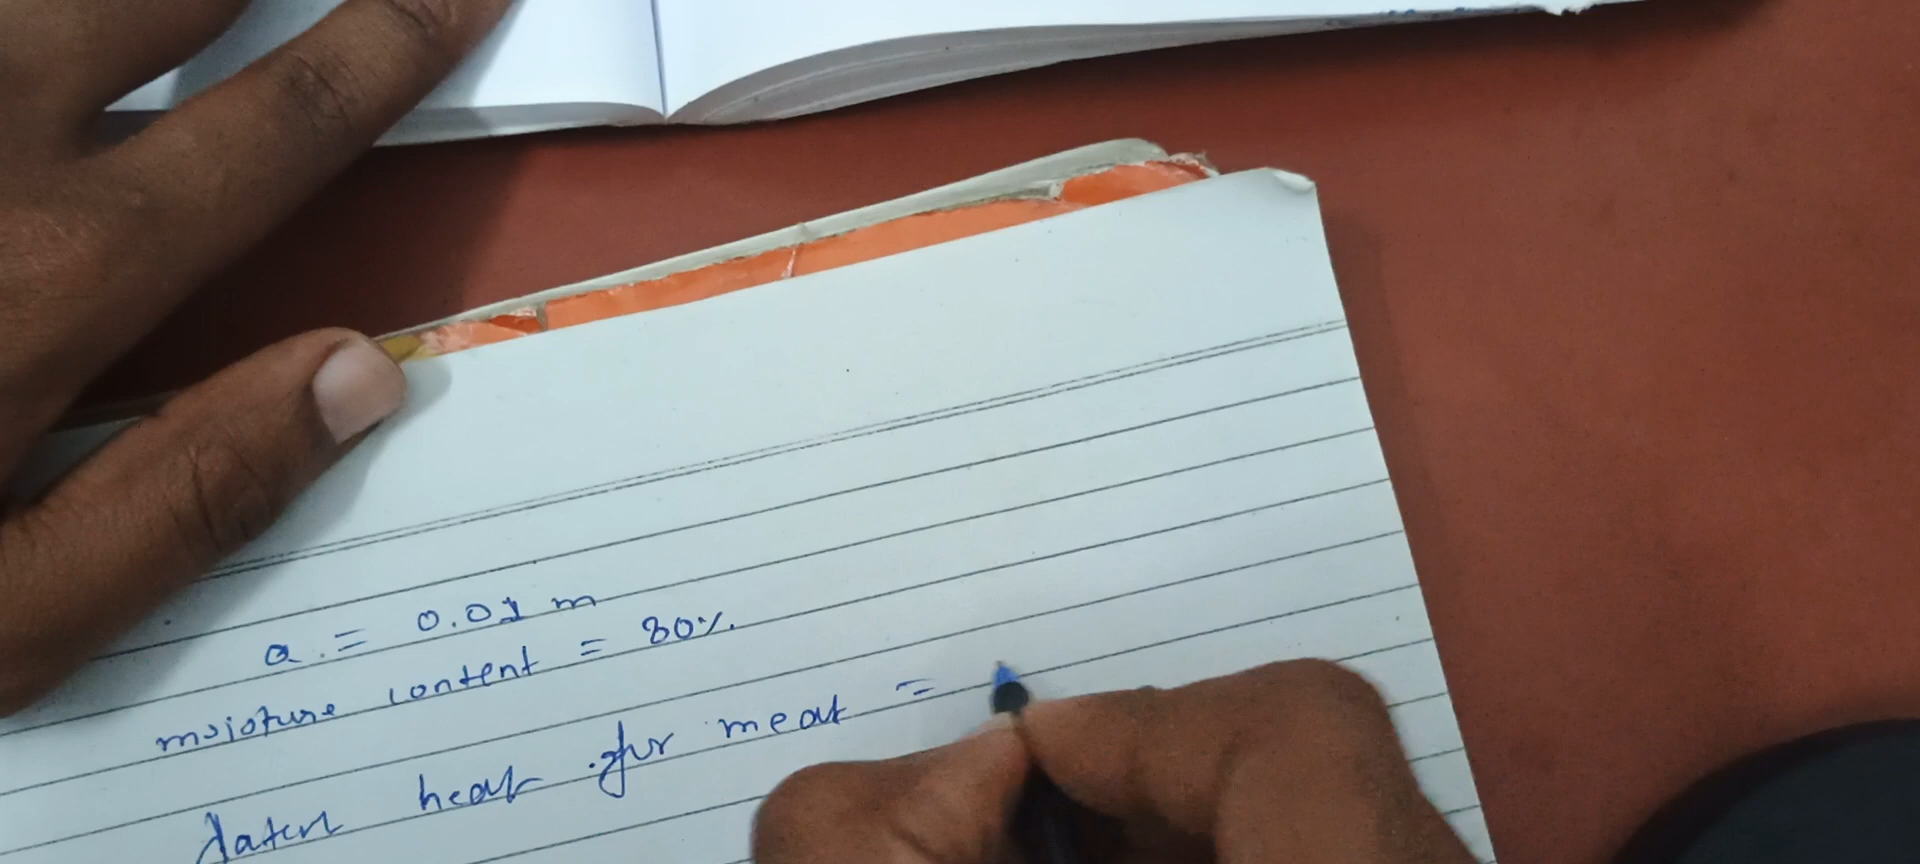 a. = 0.01 m
moisture content = 80%.
latent heat for meat =